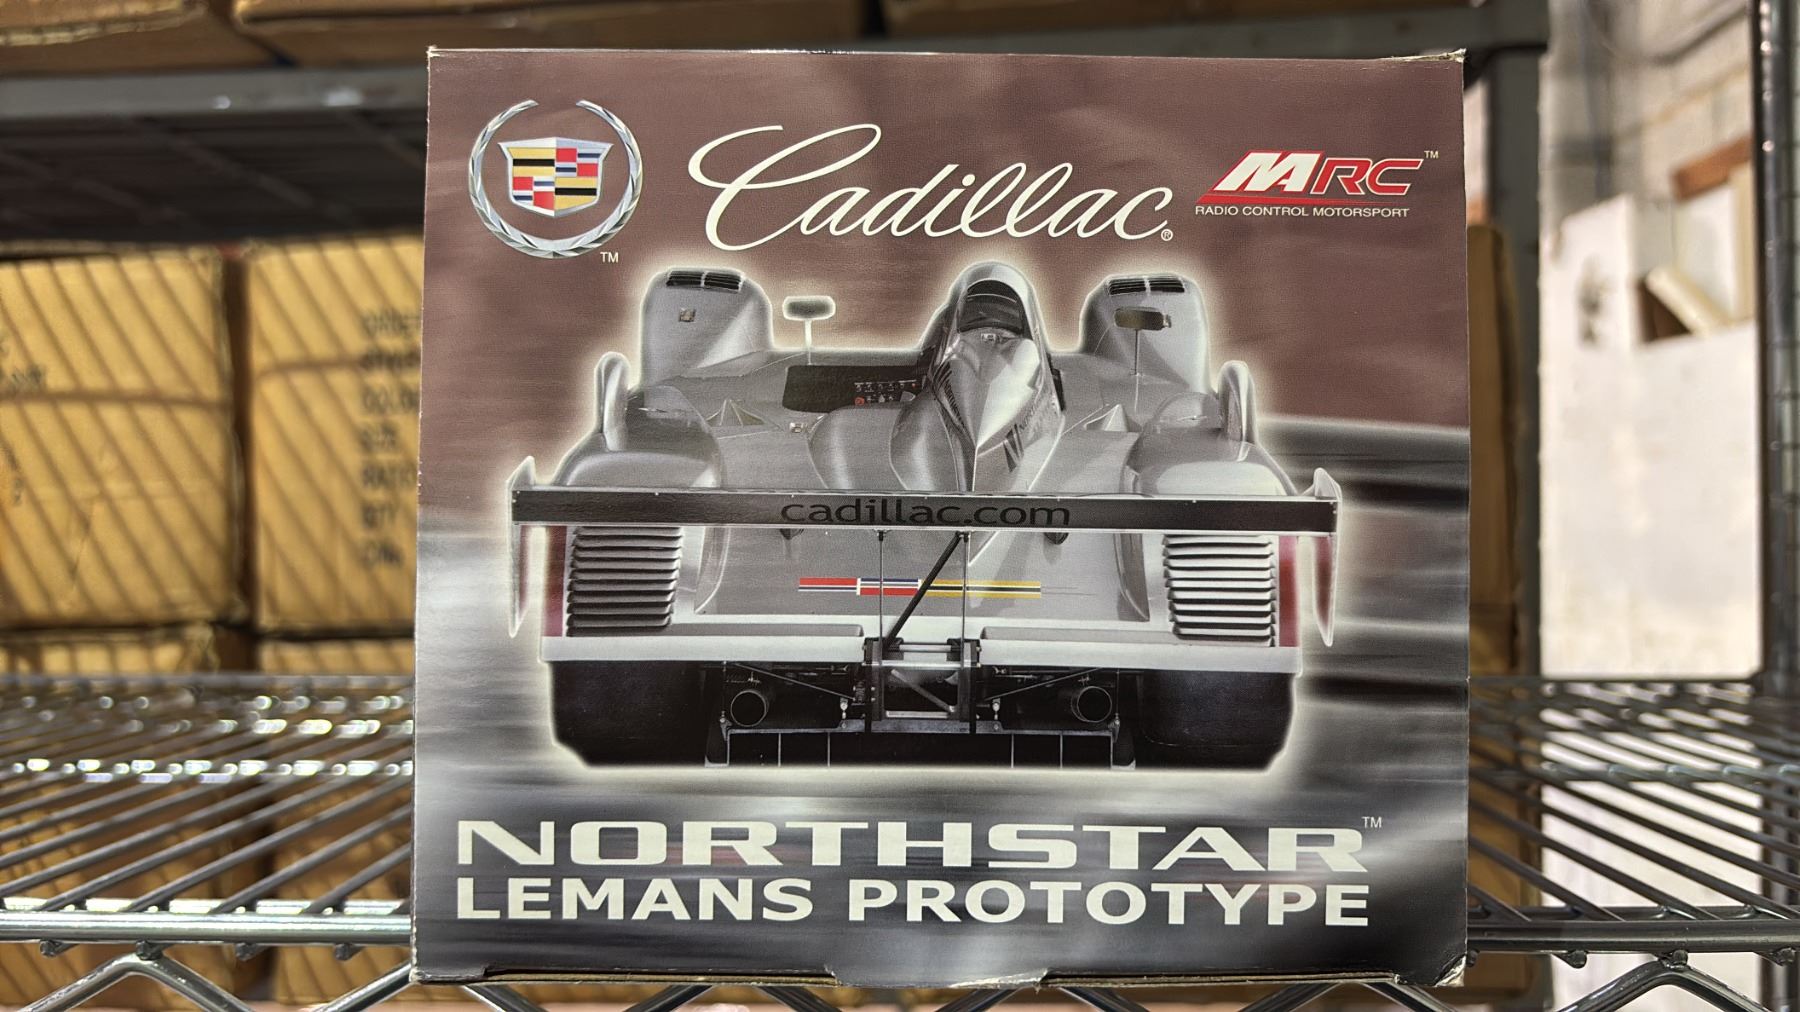 Cadillac®
MRC™
RADIO CONTROL MOTORSPORT
TM
cadillac.com
NORTHSTAR™
LEMANS PROTOTYPE